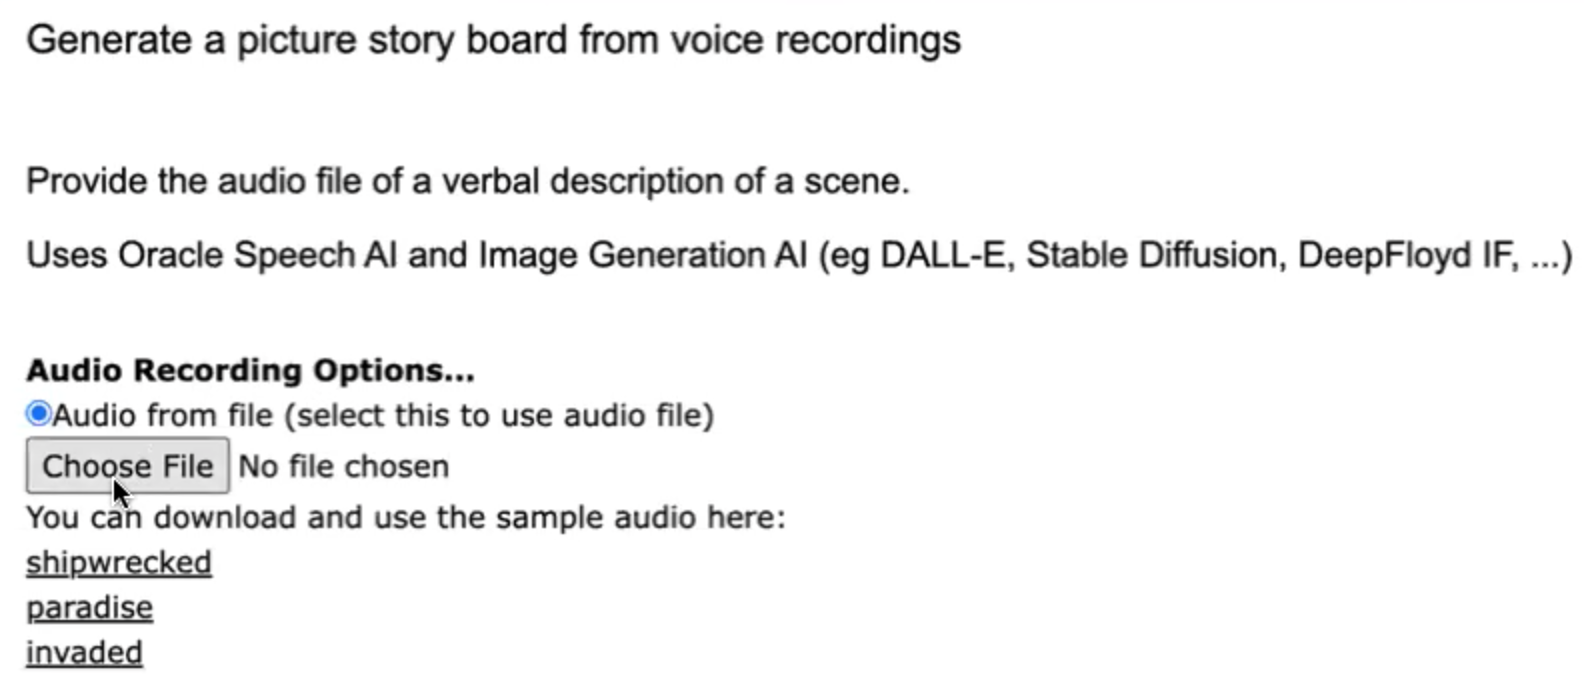 Generate a picture story board from voice recordings
Provide the audio file of a verbal description of a scene.
Uses Oracle Speech AI and Image Generation AI (eg DALL-E, Stable Diffusion, DeepFloyd IF, ...)
Audio Recording Options...
Audio from file (select this to use audio file)
Choose File No file chosen
You can download and use the sample audio here:
shipwrecked
paradise
invaded